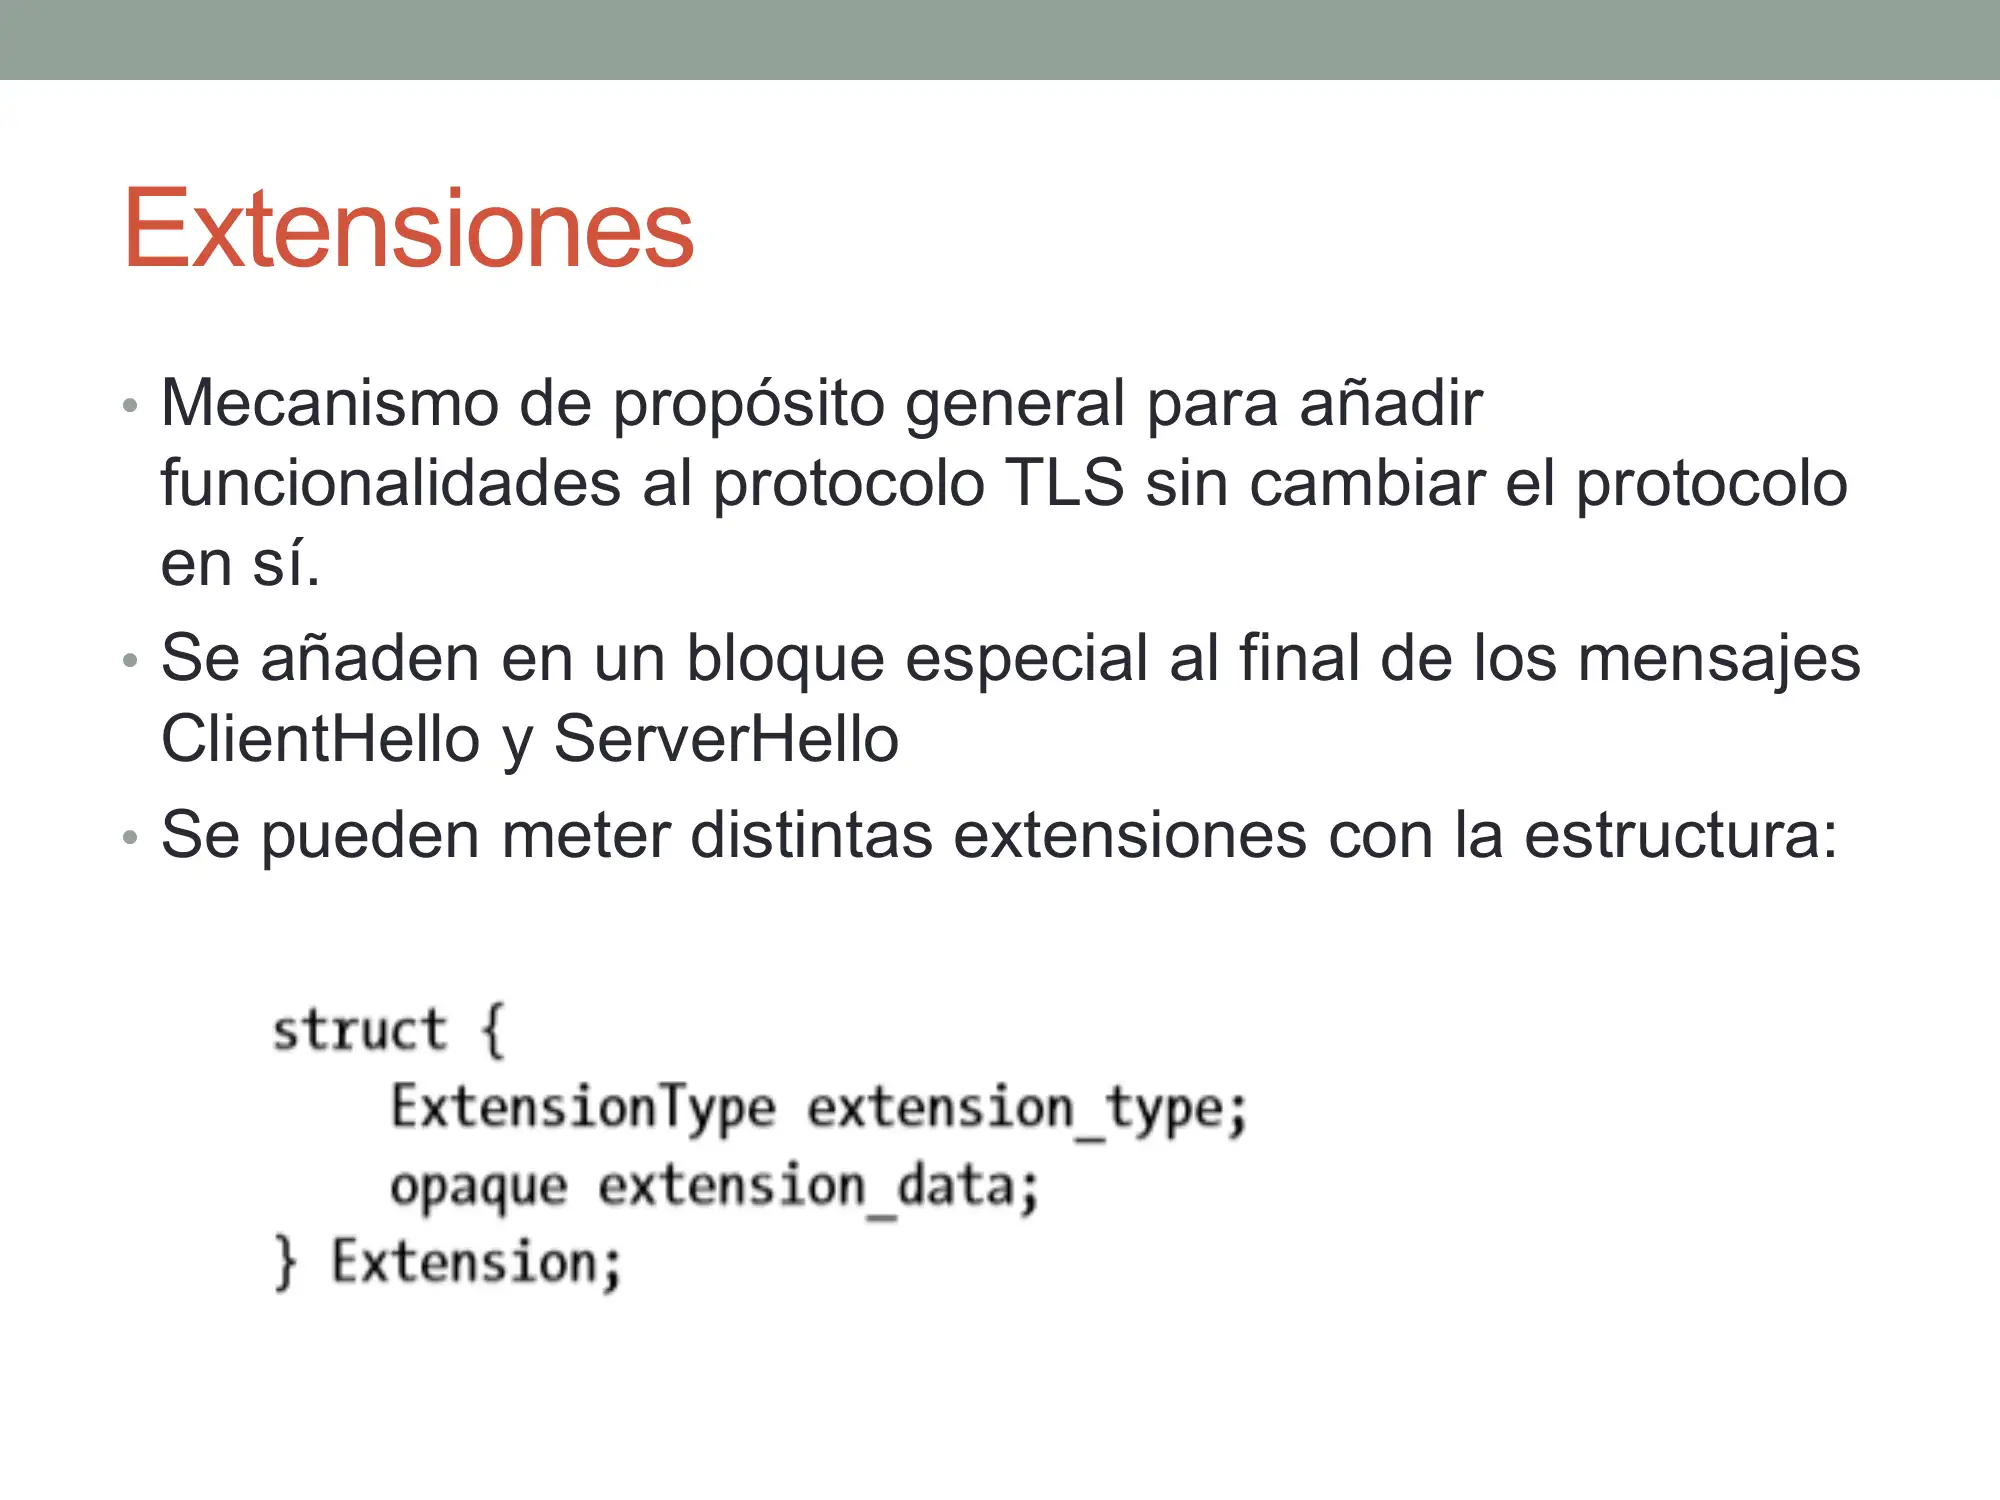 Extensiones
• Mecanismo de propósito general para añadir
funcionalidades al protocolo TLS sin cambiar el protocolo
en sí.
• Se añaden en un bloque especial al final de los mensajes
ClientHello y ServerHello
• Se pueden meter distintas extensiones con la estructura:
struct {
    ExtensionType extension_type;
    opaque extension_data;
} Extension;